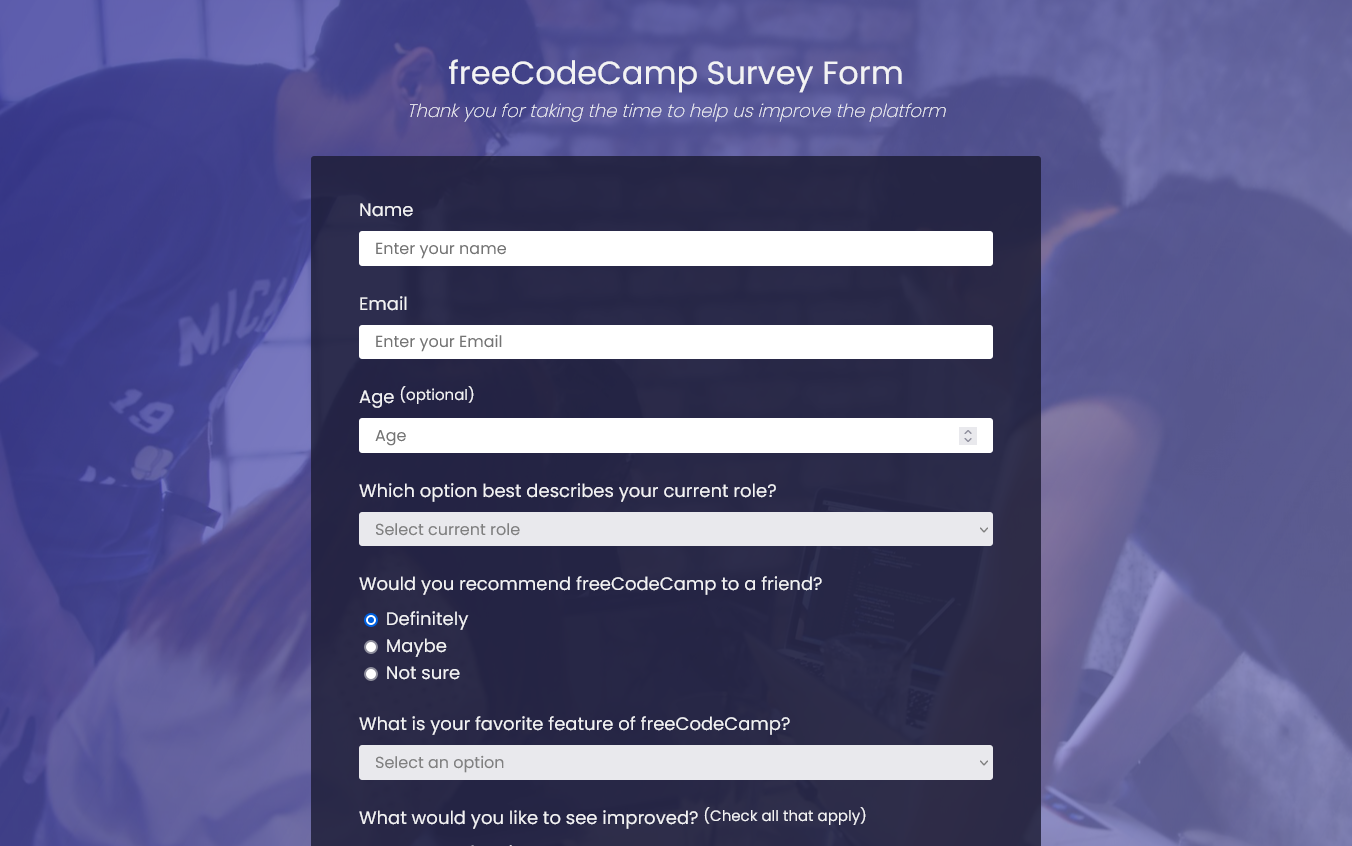 freeCodeCamp Survey Form
Thank you for taking the time to help us improve the platform
Name
Enter your name
Email
Enter your Email
Age (optional)
Age
Which option best describes your current role?
Select current role
Would you recommend freeCodeCamp to a friend?
Definitely
Maybe
Not sure
What is your favorite feature of freeCodeCamp?
Select an option
What would you like to see improved? (Check all that apply)
MICH
19